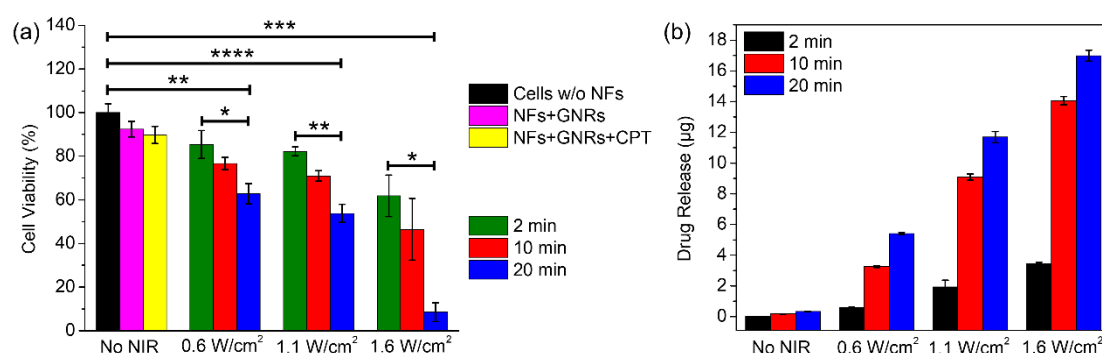 (a)
140
120
100
80
60
40
20
0
Cell Viability (%)
***
****
**
*
**
*
No NIR 0.6 W/cm² 1.1 W/cm² 1.6 W/cm²
Cells w/o NFs
NFs+GNRs
NFs+GNRs+CPT
2 min
10 min
20 min
(b)
18
16
14
12
10
8
6
4
2
0
Drug Release (µg)
2 min
10 min
20 min
No NIR 0.6 W/cm² 1.1 W/cm² 1.6 W/cm²